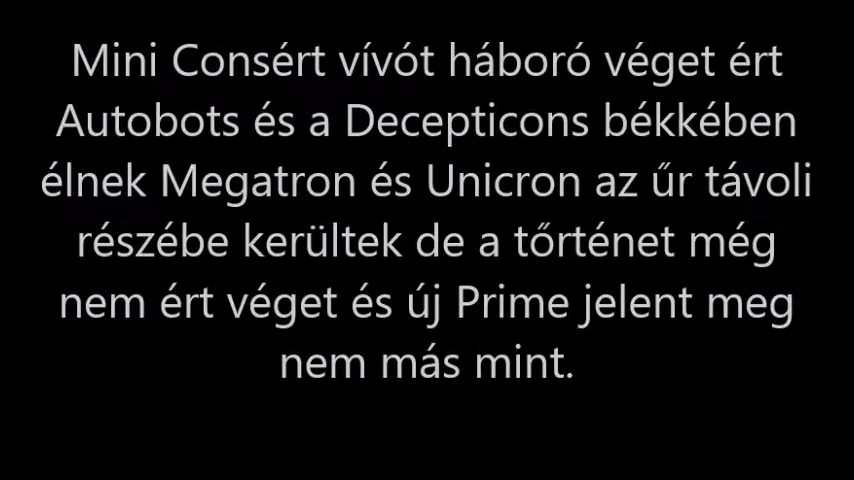 Mini Consért vívót háboró véget ért
Autobots és a Decepticons békkében
élnek Megatron és Unicron az űr távoli
részébe kerültek de a tőrténet még
nem ért véget és új Prime jelent meg
nem más mint.